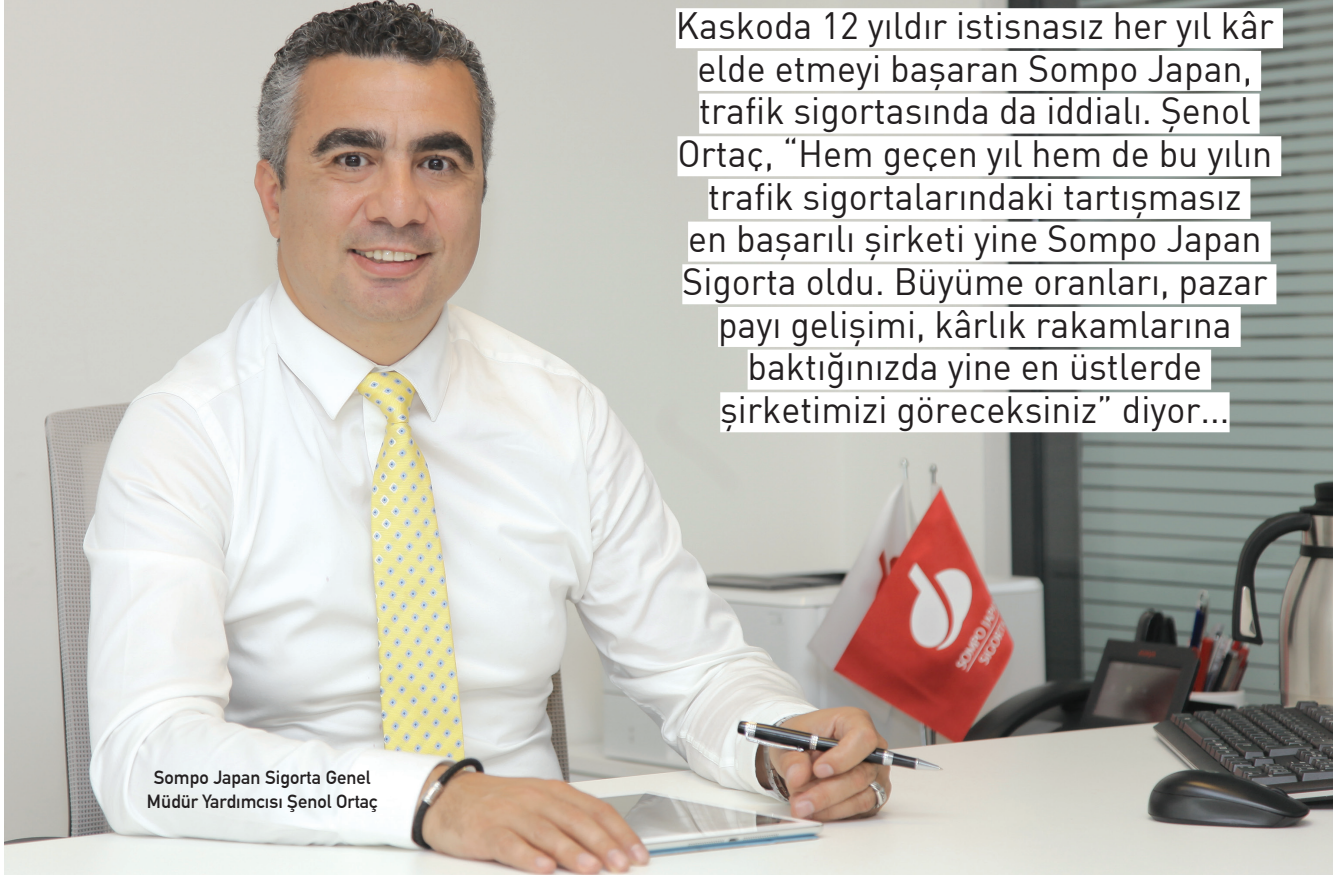 Kaskoda 12 yıldır istisnasız her yıl kâr
elde etmeyi başaran Sompo Japan,
trafik sigortasında da iddialı. Şenol
Ortaç, “Hem geçen yıl hem de bu yılın
trafik sigortalarındaki tartışmasız
en başarılı şirketi yine Sompo Japan
Sigorta oldu. Büyüme oranları, pazar
payı gelişimi, kârlık rakamlarına
baktığınızda yine en üstlerde
şirketimizi göreceksiniz” diyor...
Sompo Japan Sigorta Genel
Müdür Yardımcısı Şenol Ortaç
SOMPO